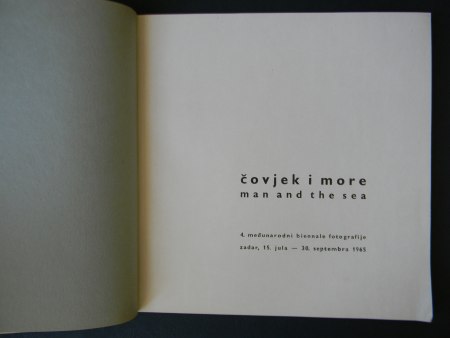 čovjek i more
man and the sea
4. međunarodni biennale fotografije
zadar, 15. jula — 30. septembra 1965